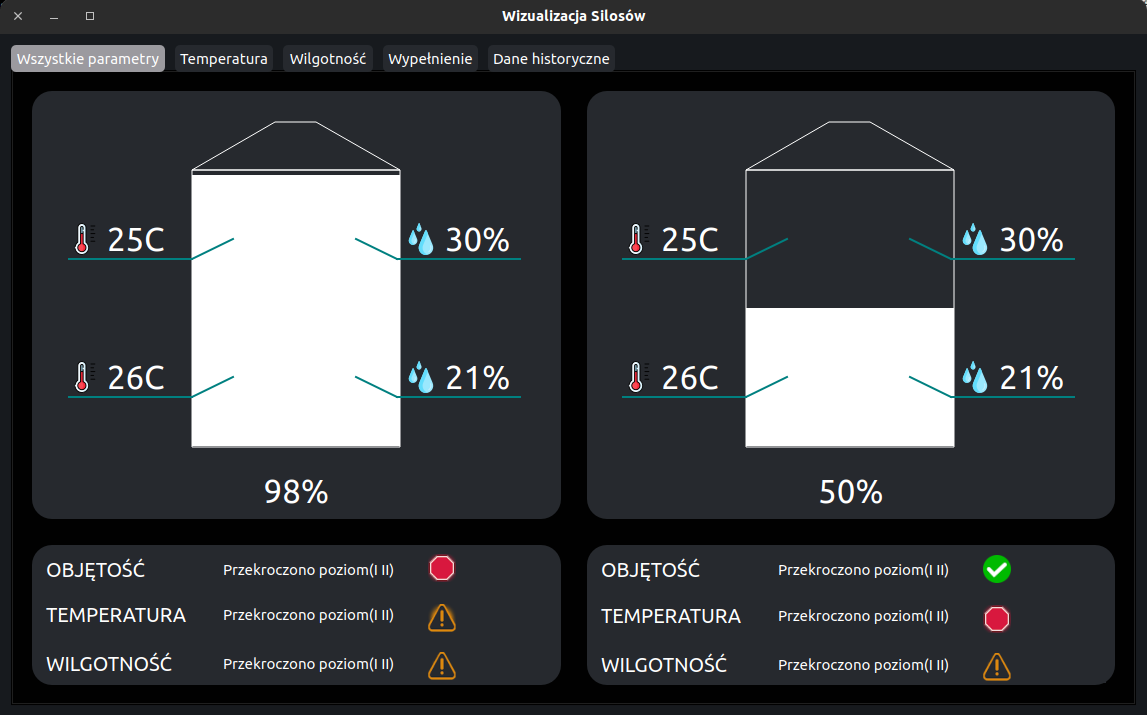 Wizualizacja Silosów
Wszystkie parametry Temperatura Wilgotność Wypełnienie Dane historyczne
25C 30%
26C 21%
98%
25C 30%
26C 21%
50%
OBJĘTOŚĆ Przekroczono poziom(I II)
TEMPERATURA Przekroczono poziom(I II)
WILGOTNOŚĆ Przekroczono poziom(I II)
OBJĘTOŚĆ Przekroczono poziom(I II)
TEMPERATURA Przekroczono poziom(I II)
WILGOTNOŚĆ Przekroczono poziom(I II)